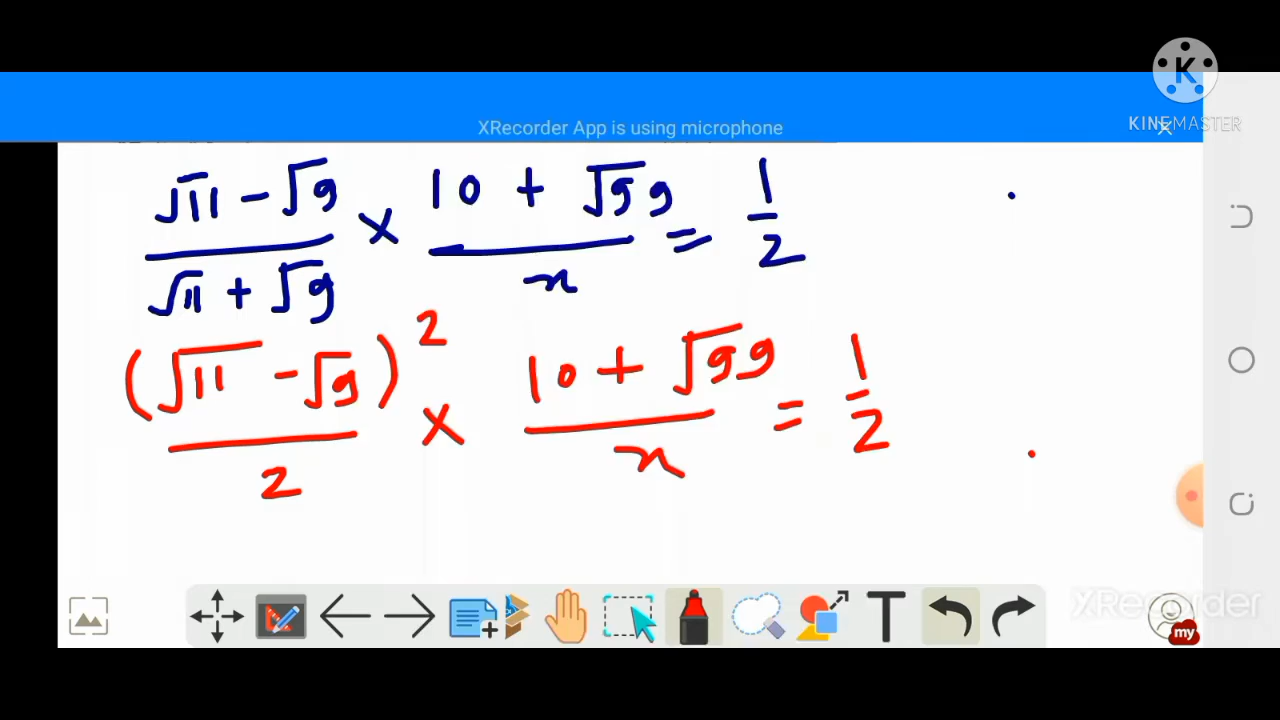 K
KINEMASTER
XRecorder App is using microphone
(√11 - √9)/(√11 + √9) × (10 + √99)/x = 1/2
(√11 - √9)²/2 × (10 + √99)/x = 1/2
XRecorder
T
my